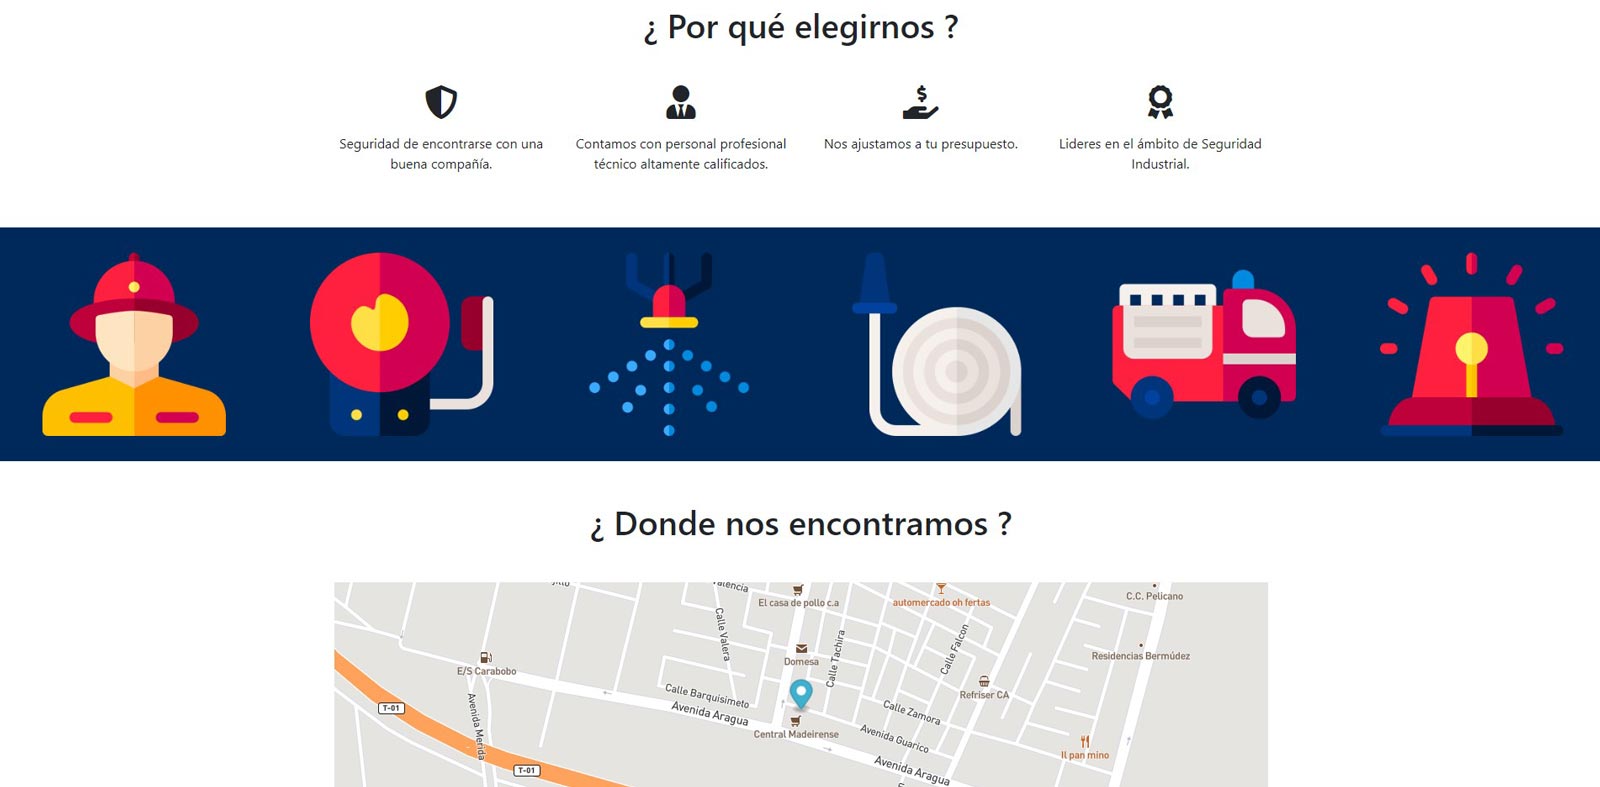 ¿ Por qué elegirnos ?
Seguridad de encontrarse con una
buena compañía.
Contamos con personal profesional
técnico altamente calificados.
Nos ajustamos a tu presupuesto.
Lideres en el ámbito de Seguridad
Industrial.
¿ Donde nos encontramos ?
El casa de pollo c.a
automercado oh fertas
C.C. Pelicano
Calle Valera
Calle Tachira
Calle Falcon
Domesa
Residencias Bermúdez
E/S Carabobo
Refriser CA
Calle Barquisimeto
Avenida Aragua
Calle Zamora
T-01
Avenida Merida
Central Madeirense
Avenida Guarico
Il pan mino
T-01
Avenida Aragua